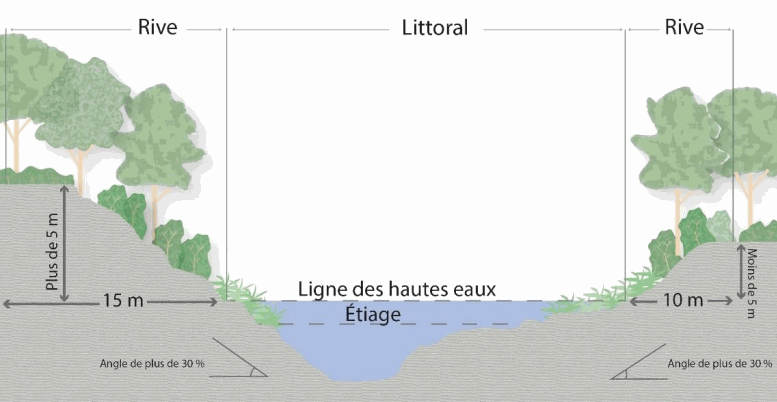 Rive
Littoral
Rive
Plus de 5 m
Ligne des hautes eaux
Moins de 5 m
15 m
10 m
Étiage
Angle de plus de 30 %
Angle de plus de 30 %